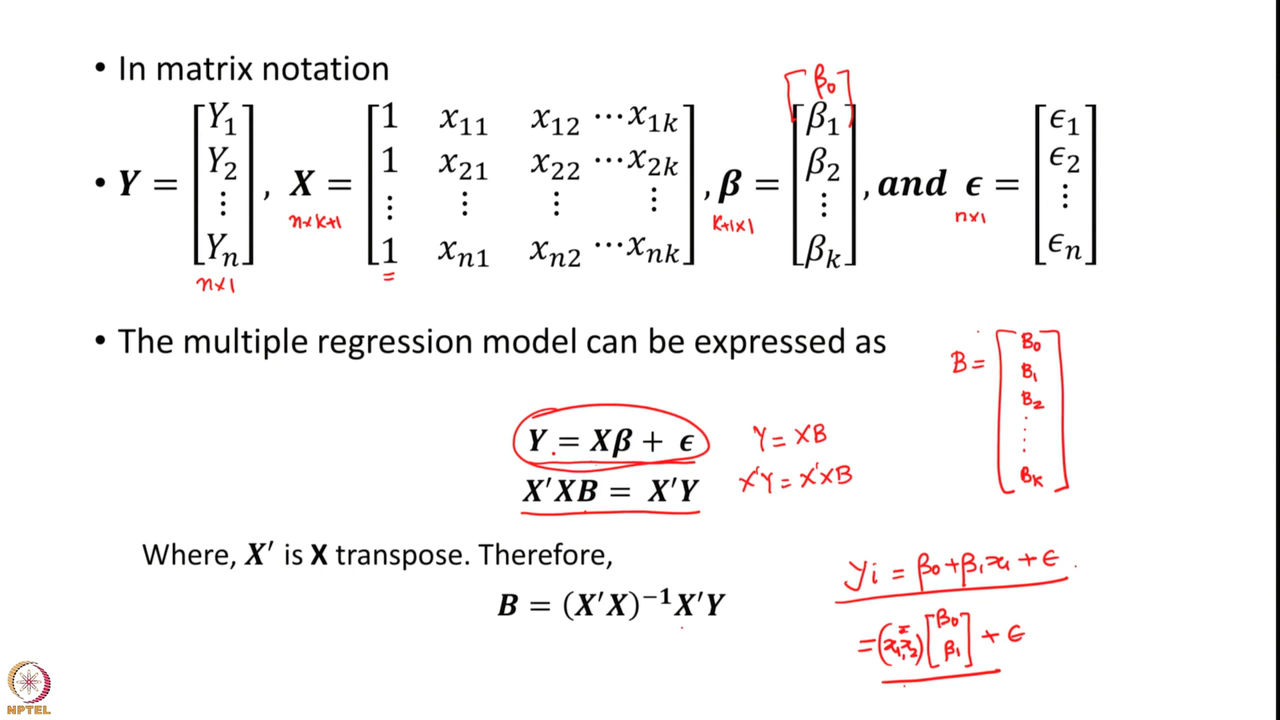 • In matrix notation
β0
• Y = [Y1 Y2 ⋮ Yn], X = [1 x11 x12 ⋯x1k 1 x21 x22 ⋯x2k ⋮ ⋮ ⋮ ⋮ 1 xn1 xn2 ⋯xnk], β = [β1 β2 ⋮ βk], and ϵ = [ϵ1 ϵ2 ⋮ ϵn]
n×1 n×k+1 k+1×1 n×1
• The multiple regression model can be expressed as
B = [B0 B1 B2 ⋮ Bk]
Y = Xβ + ϵ
Y = XB
X′XB = X′Y
X'Y = X'XB
Where, X′ is X transpose. Therefore,
B = (X′X)−1X′Y
yi = β0+β1x1 + ϵ
[β0 β1] + ϵ
NPTEL